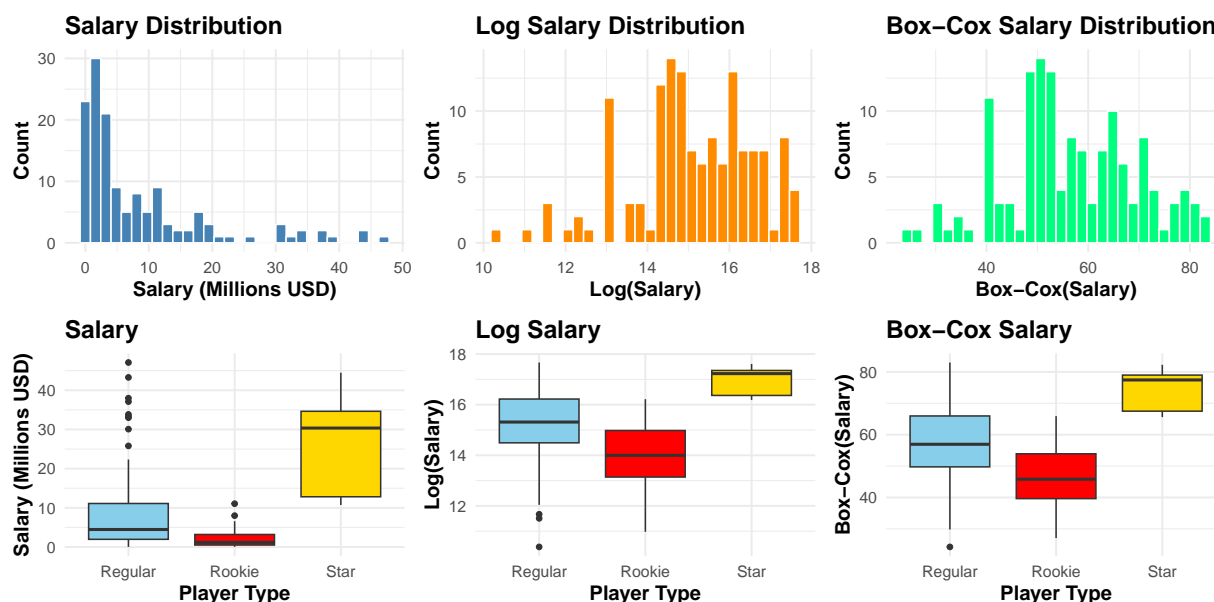 Salary Distribution
Count
30
20
10
0
0 10 20 30 40 50
Salary (Millions USD)
Log Salary Distribution
Count
10
5
0
10 12 14 16 18
Log(Salary)
Box−Cox Salary Distribution
Count
10
5
0
40 60 80
Box−Cox(Salary)
Salary
Salary (Millions USD)
40
30
20
10
0
Regular Rookie Star
Player Type
Log Salary
Log(Salary)
18
16
14
12
Regular Rookie Star
Player Type
Box−Cox Salary
Box−Cox(Salary)
80
60
40
Regular Rookie Star
Player Type